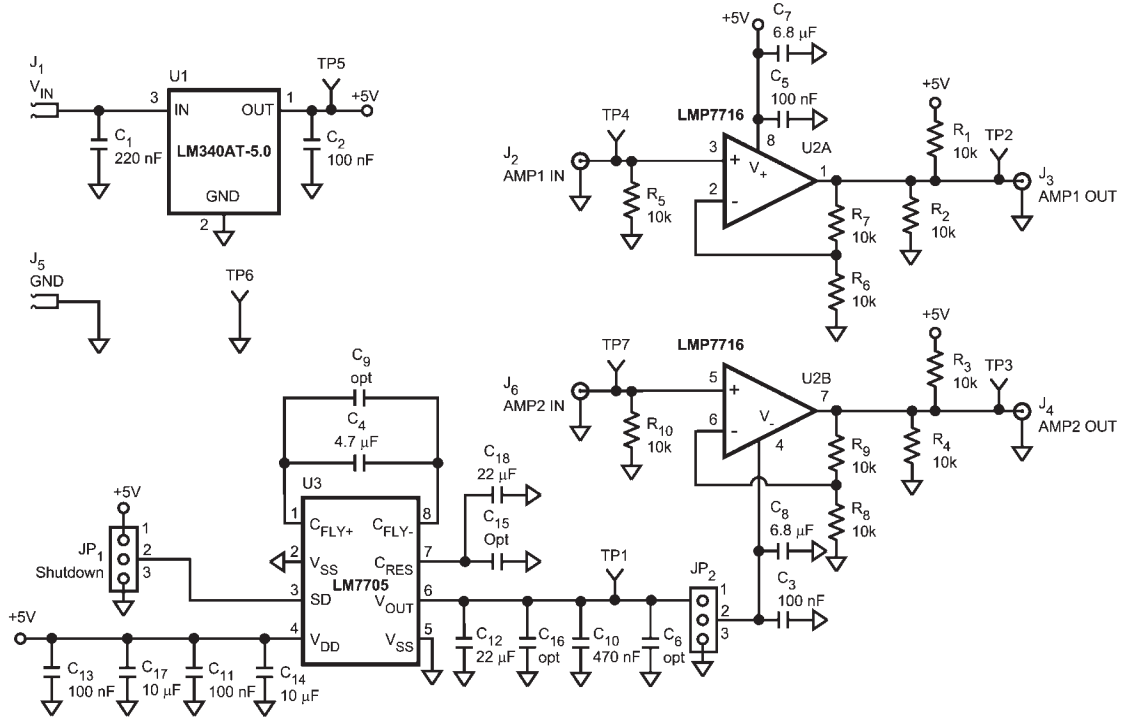 J1
VIN
U1
3
IN
OUT
1
LM340AT-5.0
GND
2
C1
220 nF
TP5
+5V
C2
100 nF
J5
GND
TP6
+5V
C7
6.8 µF
C5
100 nF
8
LMP7716
U2A
V+
TP4
J2
AMP1 IN
3
+
2
-
1
R5
10k
R7
10k
R6
10k
+5V
R1
10k
R2
10k
TP2
J3
AMP1 OUT
LMP7716
U2B
V-
4
TP7
J6
AMP2 IN
5
+
6
-
7
R10
10k
R9
10k
R8
10k
+5V
R3
10k
R4
10k
TP3
J4
AMP2 OUT
C8
6.8 µF
C3
100 nF
C9
opt
C4
4.7 µF
U3
1
CFLY+
CFLY-
8
2
VSS
CRES
7
LM7705
3
SD
VOUT
6
4
VDD
VSS
5
C18
22 µF
C15
Opt
+5V
JP1
Shutdown
1
2
3
+5V
C13
100 nF
C17
10 µF
C11
100 nF
C14
10 µF
C12
22 µF
C16
opt
C10
470 nF
C6
opt
TP1
JP2
1
2
3